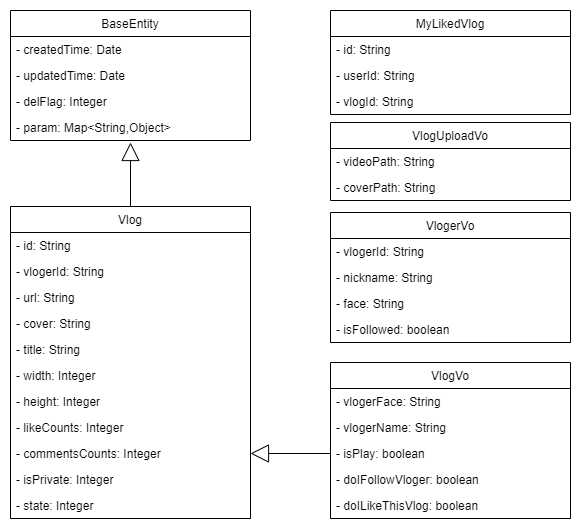 BaseEntity
- createdTime: Date
- updatedTime: Date
- delFlag: Integer
- param: Map<String,Object>
Vlog
- id: String
- vlogerId: String
- url: String
- cover: String
- title: String
- width: Integer
- height: Integer
- likeCounts: Integer
- commentsCounts: Integer
- isPrivate: Integer
- state: Integer
MyLikedVlog
- id: String
- userId: String
- vlogId: String
VlogUploadVo
- videoPath: String
- coverPath: String
VlogerVo
- vlogerId: String
- nickname: String
- face: String
- isFollowed: boolean
VlogVo
- vlogerFace: String
- vlogerName: String
- isPlay: boolean
- doIFollowVloger: boolean
- doILikeThisVlog: boolean